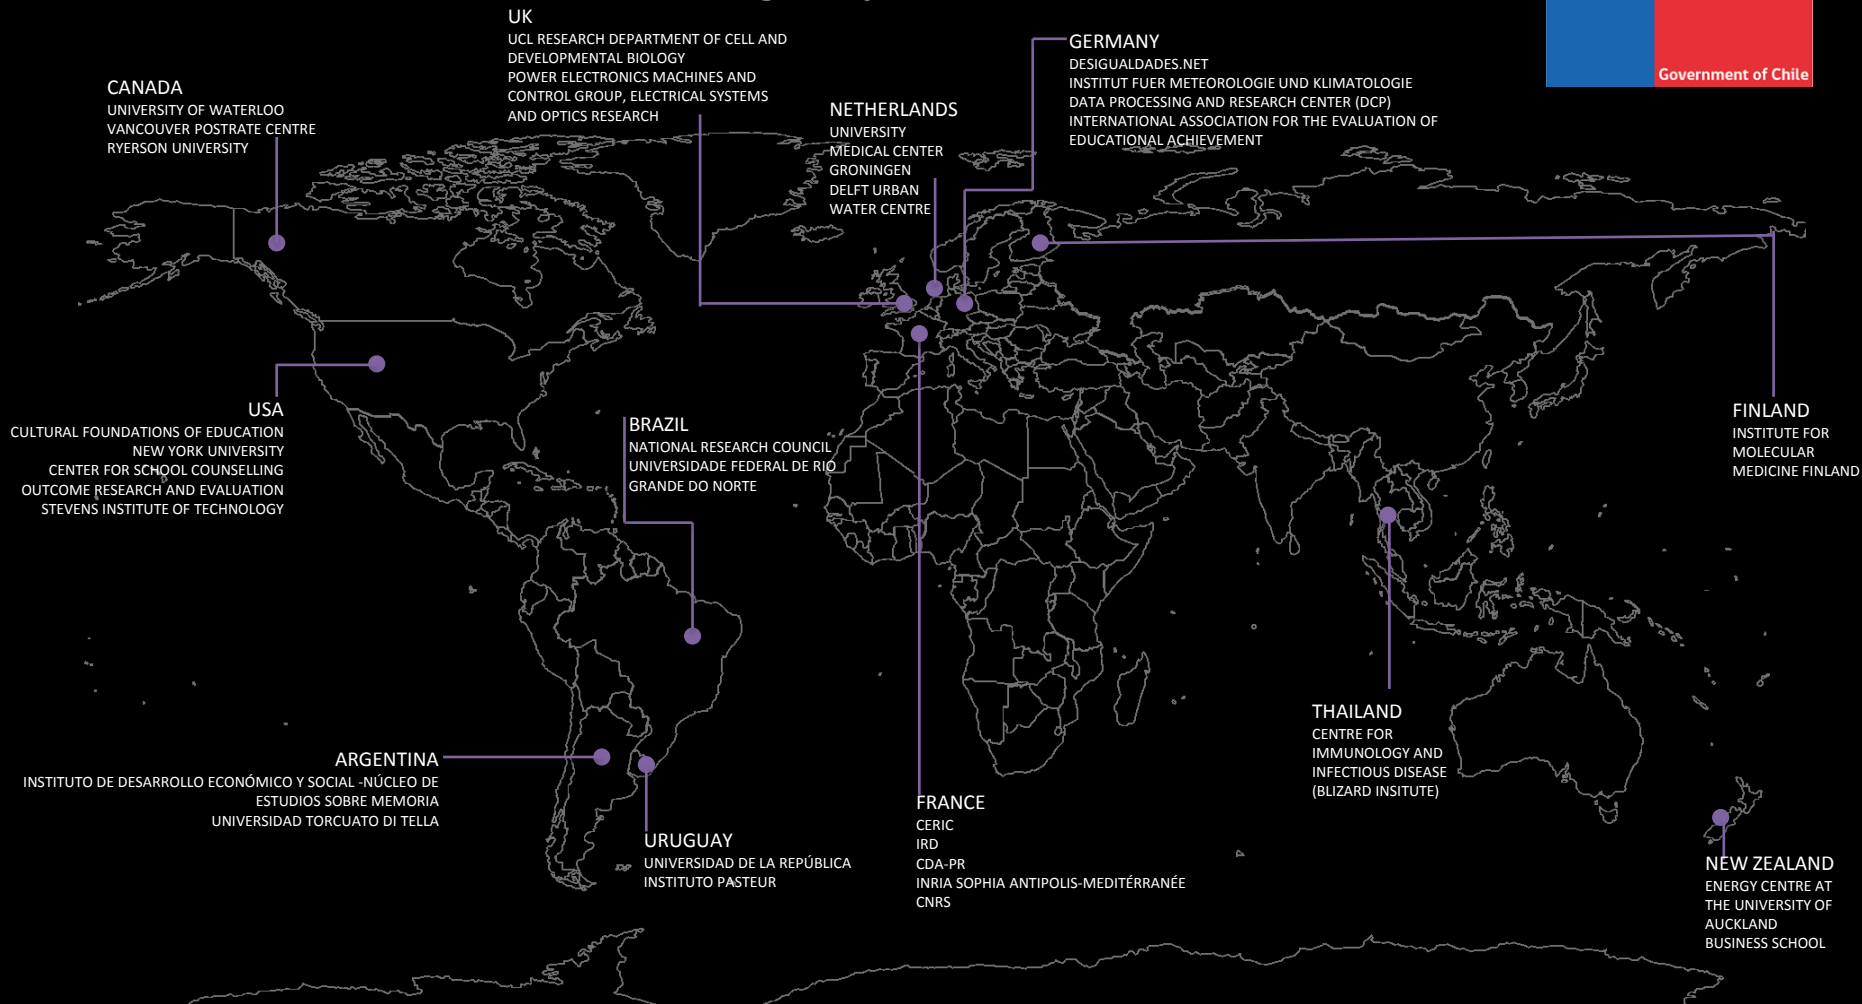 UK
UCL RESEARCH DEPARTMENT OF CELL AND
DEVELOPMENTAL BIOLOGY
POWER ELECTRONICS MACHINES AND
CONTROL GROUP, ELECTRICAL SYSTEMS
AND OPTICS RESEARCH
GERMANY
DESIGUALDADES.NET
INSTITUT FUER METEOROLOGIE UND KLIMATOLOGIE
DATA PROCESSING AND RESEARCH CENTER (DCP)
INTERNATIONAL ASSOCIATION FOR THE EVALUATION OF
EDUCATIONAL ACHIEVEMENT
Government of Chile
CANADA
UNIVERSITY OF WATERLOO
VANCOUVER POSTRATE CENTRE
RYERSON UNIVERSITY
NETHERLANDS
UNIVERSITY
MEDICAL CENTER
GRONINGEN
DELFT URBAN
WATER CENTRE
USA
CULTURAL FOUNDATIONS OF EDUCATION
NEW YORK UNIVERSITY
CENTER FOR SCHOOL COUNSELLING
OUTCOME RESEARCH AND EVALUATION
STEVENS INSTITUTE OF TECHNOLOGY
BRAZIL
NATIONAL RESEARCH COUNCIL
UNIVERSIDADE FEDERAL DE RIO
GRANDE DO NORTE
FINLAND
INSTITUTE FOR
MOLECULAR
MEDICINE FINLAND
THAILAND
CENTRE FOR
IMMUNOLOGY AND
INFECTIOUS DISEASE
(BLIZARD INSITUTE)
ARGENTINA
INSTITUTO DE DESARROLLO ECONÓMICO Y SOCIAL -NÚCLEO DE
ESTUDIOS SOBRE MEMORIA
UNIVERSIDAD TORCUATO DI TELLA
URUGUAY
UNIVERSIDAD DE LA REPÚBLICA
INSTITUTO PASTEUR
FRANCE
CERIC
IRD
CDA-PR
INRIA SOPHIA ANTIPOLIS-MEDITÉRRANÉE
CNRS
NEW ZEALAND
ENERGY CENTRE AT
THE UNIVERSITY OF
AUCKLAND
BUSINESS SCHOOL